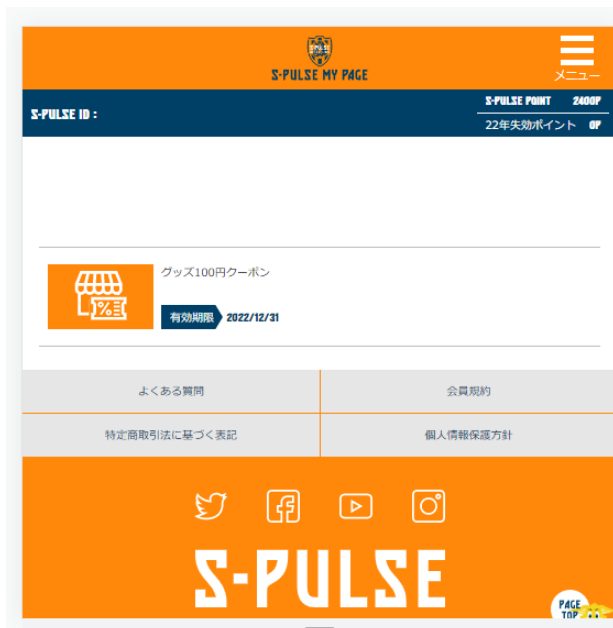 S-PULSE
S-PULSE MY PAGE
メニュー
S-PULSE ID :
S-PULSE POINT 2400P
22年失効ポイント 0P
グッズ100円クーポン
有効期限 2022/12/31
よくある質問
会員規約
特定商取引法に基づく表記
個人情報保護方針
S-PULSE
PAGE
TOP